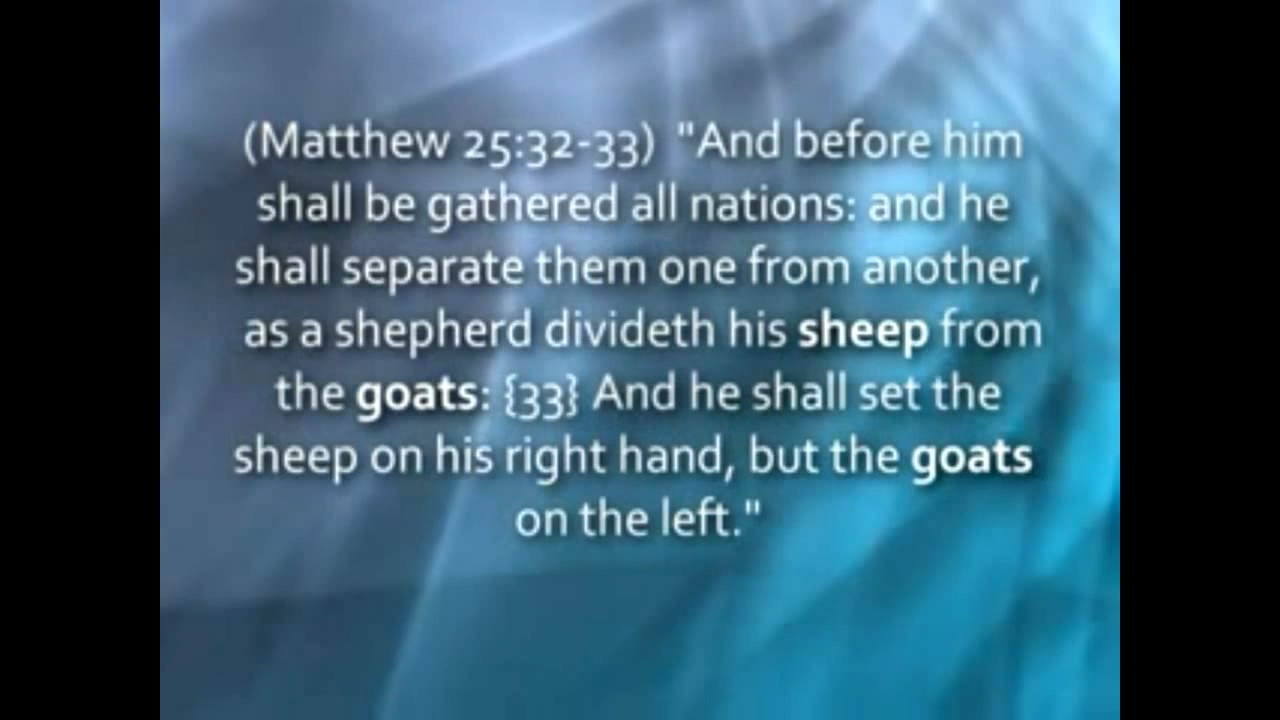 (Matthew 25:32-33)  "And before him
shall be gathered all nations: and he
shall separate them one from another,
as a shepherd divideth his sheep from
the goats: {33} And he shall set the
sheep on his right hand, but the goats
on the left."